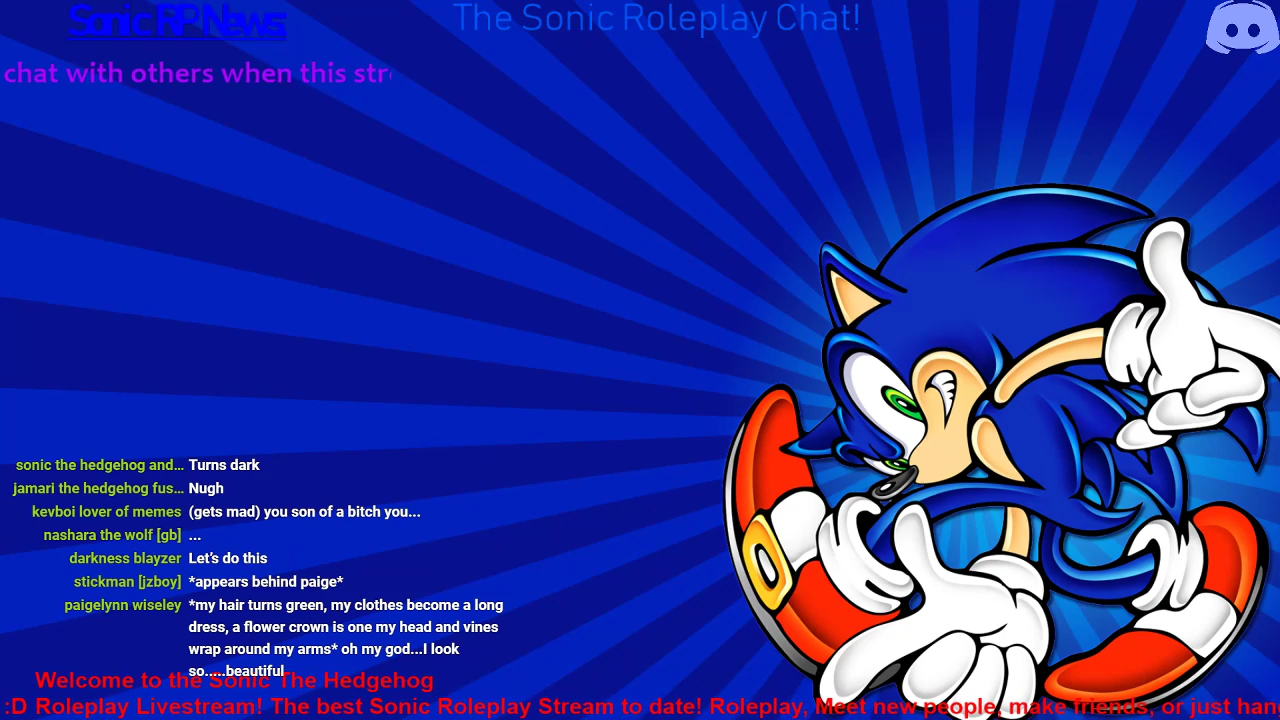 Sonic RP News
The Sonic Roleplay Chat!
chat with others when this
sonic the hedgehog and… Turns dark
jamari the hedgehog fus… Nugh
kevboi lover of memes (gets mad) you son of a bitch you...
nashara the wolf [gb] ...
darkness blayzer Let's do this
stickman [jzboy] *appears behind paige*
paigelynn wiseley *my hair turns green, my clothes become a long
dress, a flower crown is one my head and vines
wrap around my arms* oh my god...I look
so.....beautiful
Welcome to the Sonic The Hedgehog
:D Roleplay Livestream! The best Sonic Roleplay Stream to date! Roleplay, Meet new people, make friends, or just